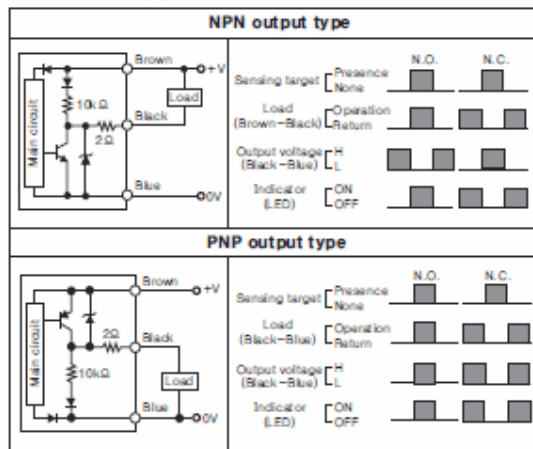 NPN output type
Main circuit
Brown
+V
10kΩ
Load
Black
2Ω
Blue
0V
N.O.
N.C.
Sensing target
Presence
None
Load
(Brown-Black)
Operation
Return
Output voltage
(Black-Blue)
H
L
Indicator
(LED)
ON
OFF
PNP output type
Main circuit
Brown
+V
2Ω
Black
10kΩ
Load
Blue
0V
N.O.
N.C.
Sensing target
Presence
None
Load
(Black-Blue)
Operation
Return
Output voltage
(Black-Blue)
H
L
Indicator
(LED)
ON
OFF